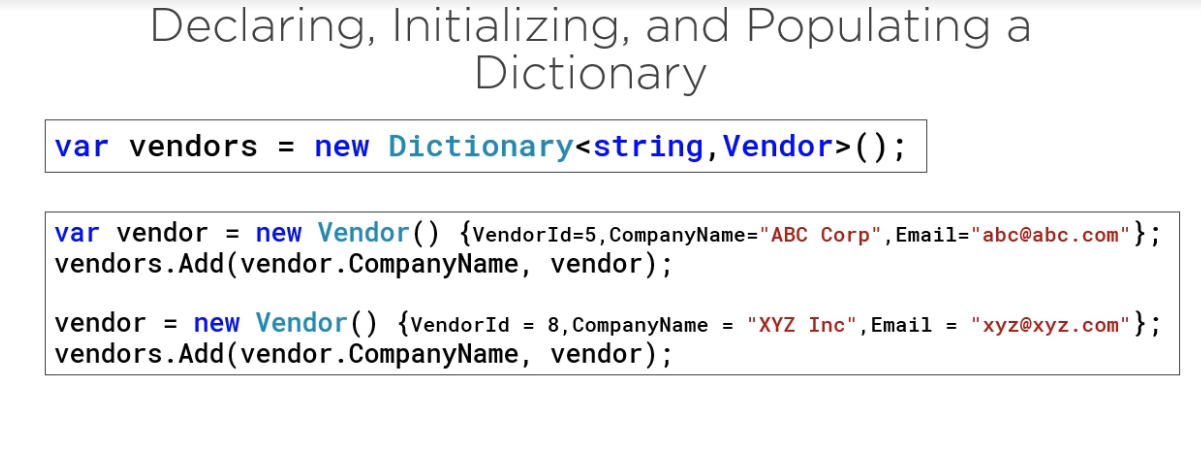 Declaring, Initializing, and Populating a
Dictionary
var vendors = new Dictionary<string,Vendor>();
var vendor = new Vendor() {VendorId=5,CompanyName="ABC Corp",Email="abc@abc.com"};
vendors.Add(vendor.CompanyName, vendor);
vendor = new Vendor() {VendorId = 8,CompanyName = "XYZ Inc",Email = "xyz@xyz.com"};
vendors.Add(vendor.CompanyName, vendor);